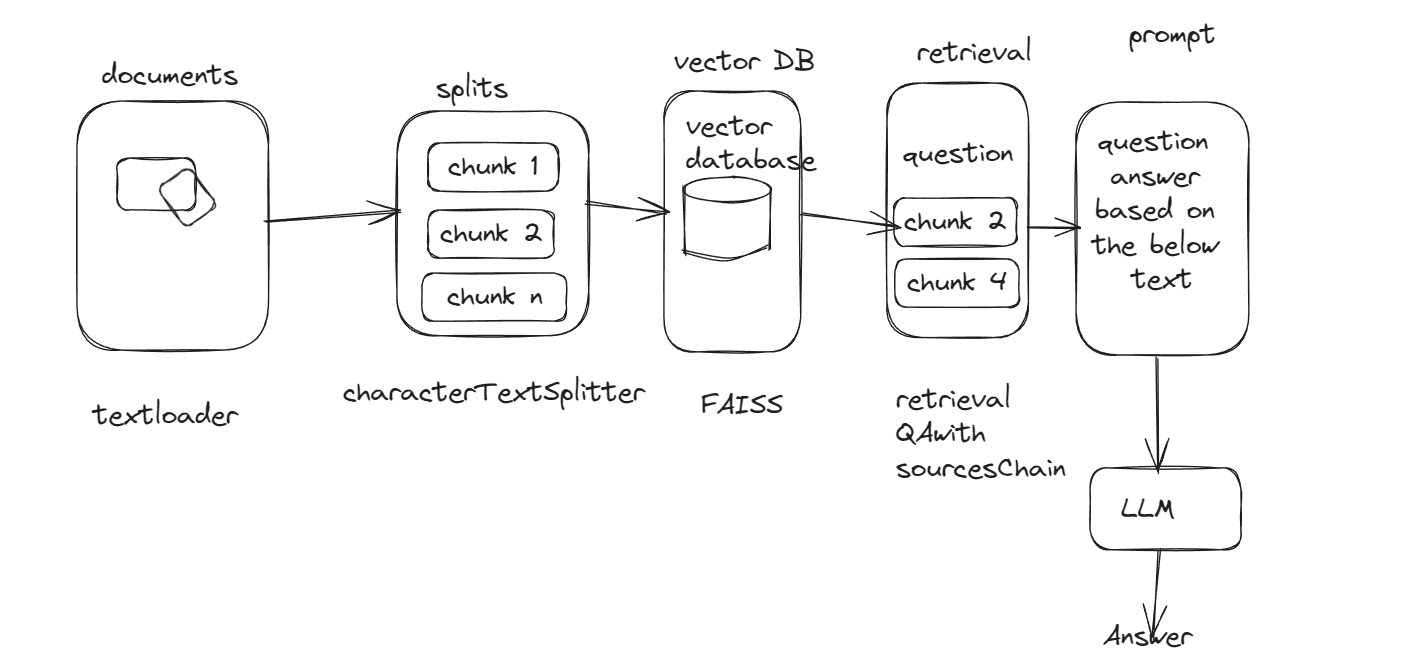 documents
textloader
splits
chunk 1
chunk 2
chunk n
characterTextSplitter
vector DB
vector
database
FAISS
retrieval
question
chunk 2
chunk 4
retrieval
QAwith
sourcesChain
prompt
question
answer
based on
the below
text
LLM
Answer